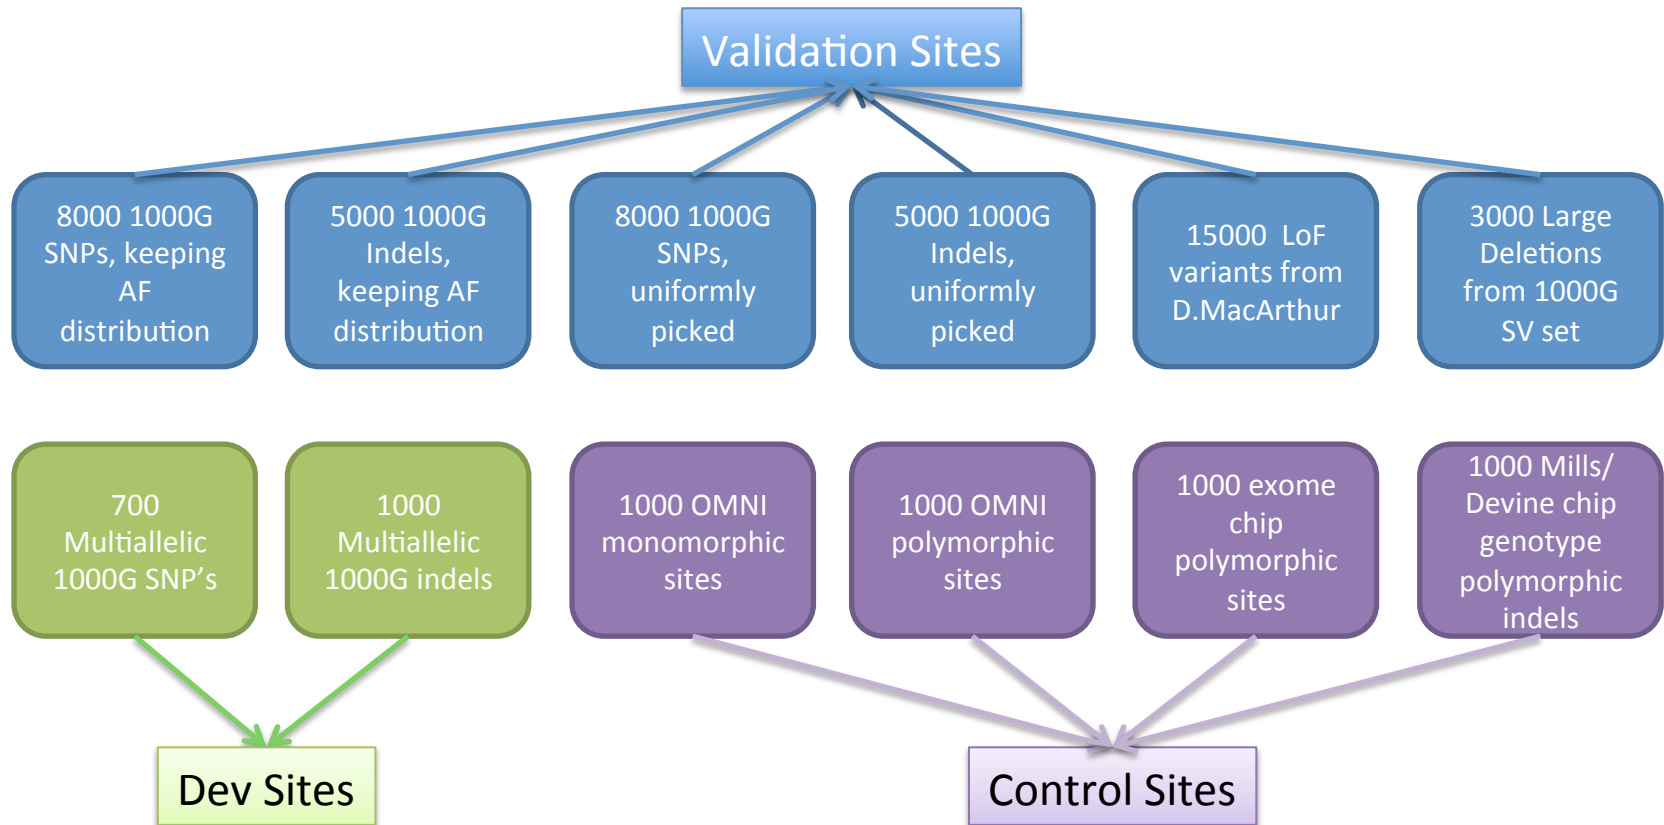 Validation Sites
8000 1000G
SNPs, keeping
AF
distribution
5000 1000G
Indels,
keeping AF
distribution
8000 1000G
SNPs,
uniformly
picked
5000 1000G
Indels,
uniformly
picked
15000 LoF
variants from
D.MacArthur
3000 Large
Deletions
from 1000G
SV set
700
Multiallelic
1000G SNP’s
1000
Multiallelic
1000G indels
1000 OMNI
monomorphic
sites
1000 OMNI
polymorphic
sites
1000 exome
chip
polymorphic
sites
1000 Mills/
Devine chip
genotype
polymorphic
indels
Dev Sites
Control Sites